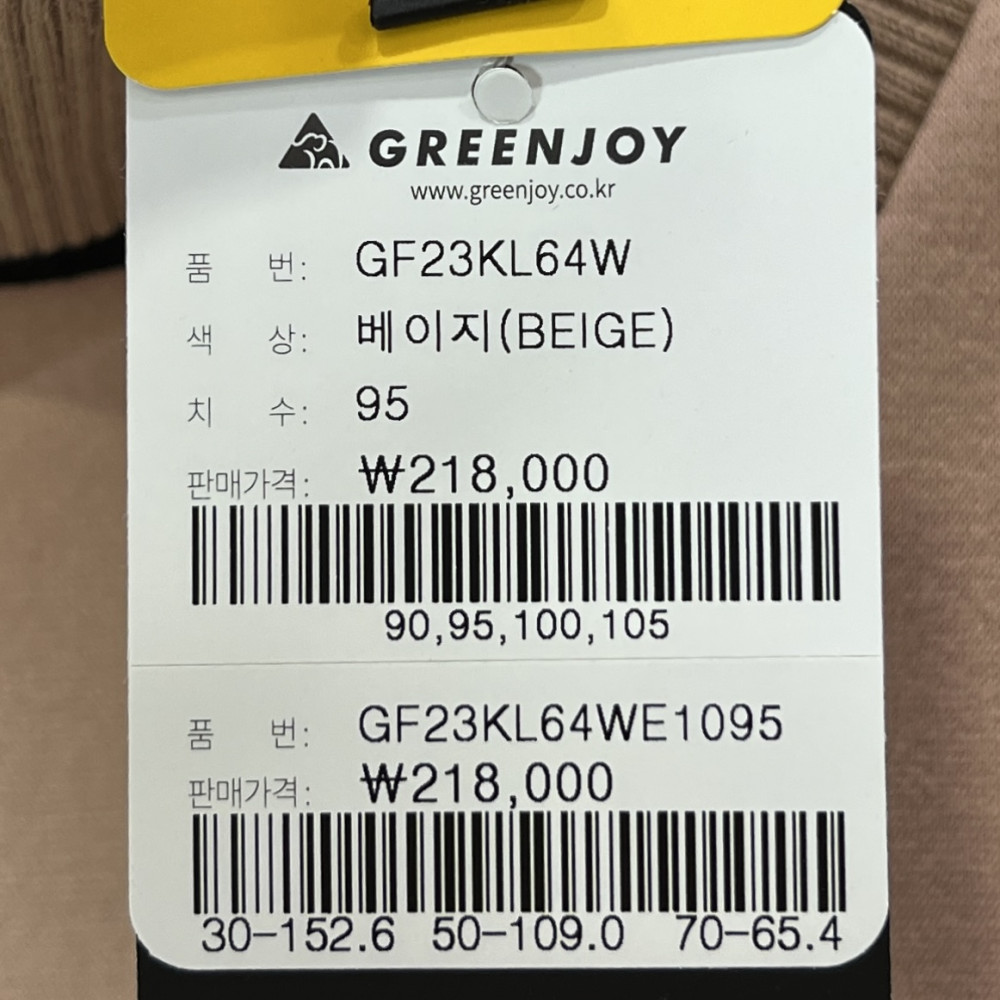 GREENJOY
www.greenjoy.co.kr
품 번: GF23KL64W
색 상: 베이지(BEIGE)
치 수: 95
판매가격: ₩218,000
90,95,100,105
품 번: GF23KL64WE1095
판매가격: ₩218,000
30-152.6 50-109.0 70-65.4